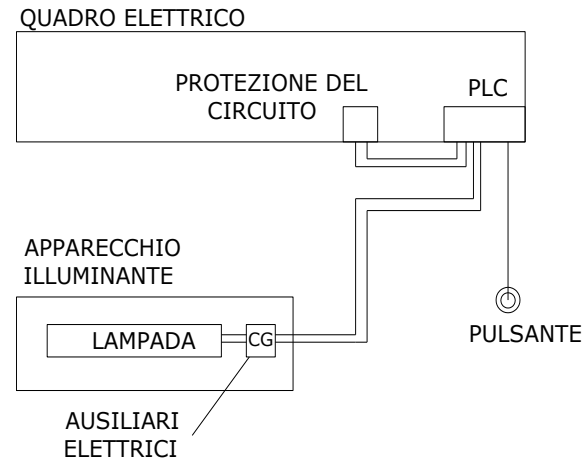 QUADRO ELETTRICO
PROTEZIONE DEL
CIRCUITO
PLC
APPARECCHIO
ILLUMINANTE
LAMPADA
CG
PULSANTE
AUSILIARI
ELETTRICI